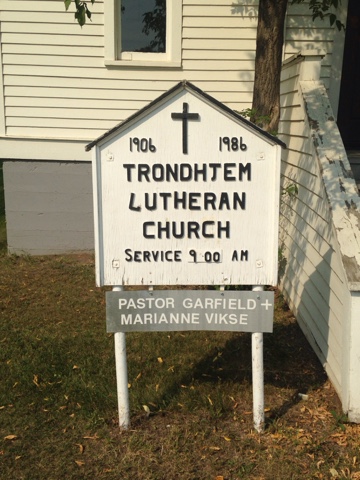 1906 1986
TRONDHTEM
LUTHERAN
CHURCH
SERVICE 9 00 AM
PASTOR GARFIELD +
MARIANNE VIKSE